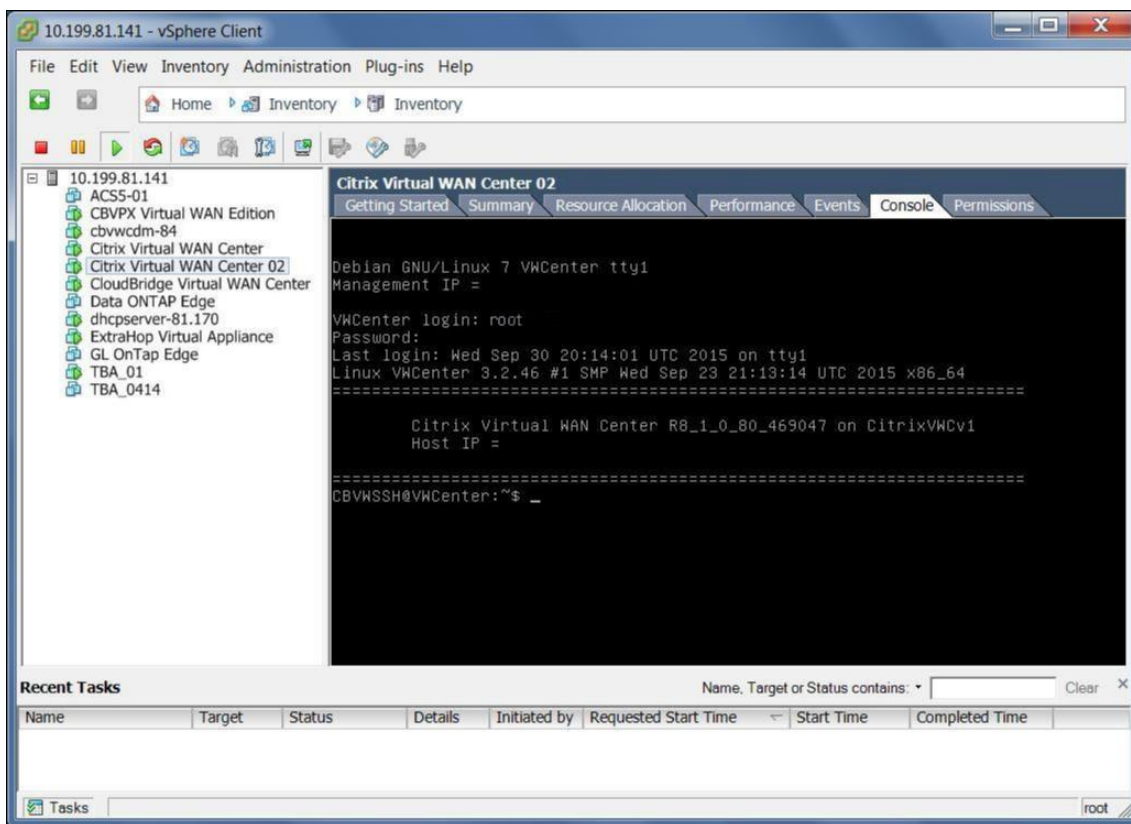 10.199.81.141 - vSphere Client
File Edit View Inventory Administration Plug-ins Help
Home Inventory Inventory
10.199.81.141
ACS5-01
CBVPX Virtual WAN Edition
cbvwcdm-84
Citrix Virtual WAN Center
Citrix Virtual WAN Center 02
CloudBridge Virtual WAN Center
Data ONTAP Edge
dhcpserver-81.170
ExtraHop Virtual Appliance
GL OnTap Edge
TBA_01
TBA_0414
Citrix Virtual WAN Center 02
Getting Started Summary Resource Allocation Performance Events Console Permissions
Debian GNU/Linux 7 VWCenter tty1
Management IP =
VWCenter login: root
Password:
Last login: Wed Sep 30 20:14:01 UTC 2015 on tty1
Linux VWCenter 3.2.46 #1 SMP Wed Sep 23 21:13:14 UTC 2015 x86_64
======================================================================
Citrix Virtual WAN Center R8_1_0_80_469047 on CitrixVWCv1
Host IP =
======================================================================
CBVWSSH@VWCenter:~$ _
Recent Tasks Name, Target or Status contains: Clear
Name Target Status Details Initiated by Requested Start Time Start Time Completed Time
Tasks root